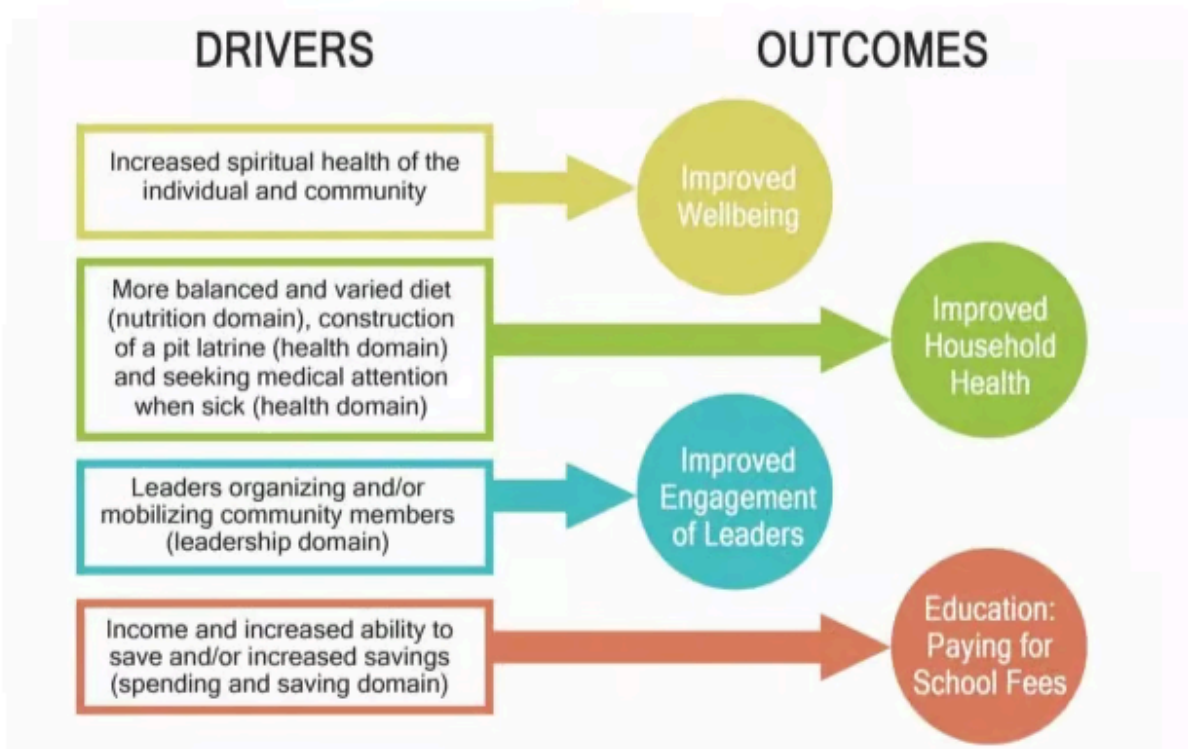 DRIVERS
OUTCOMES
Increased spiritual health of the
individual and community
Improved
Wellbeing
More balanced and varied diet
(nutrition domain), construction
of a pit latrine (health domain)
and seeking medical attention
when sick (health domain)
Improved
Household
Health
Leaders organizing and/or
mobilizing community members
(leadership domain)
Improved
Engagement
of Leaders
Income and increased ability to
save and/or increased savings
(spending and saving domain)
Education:
Paying for
School Fees